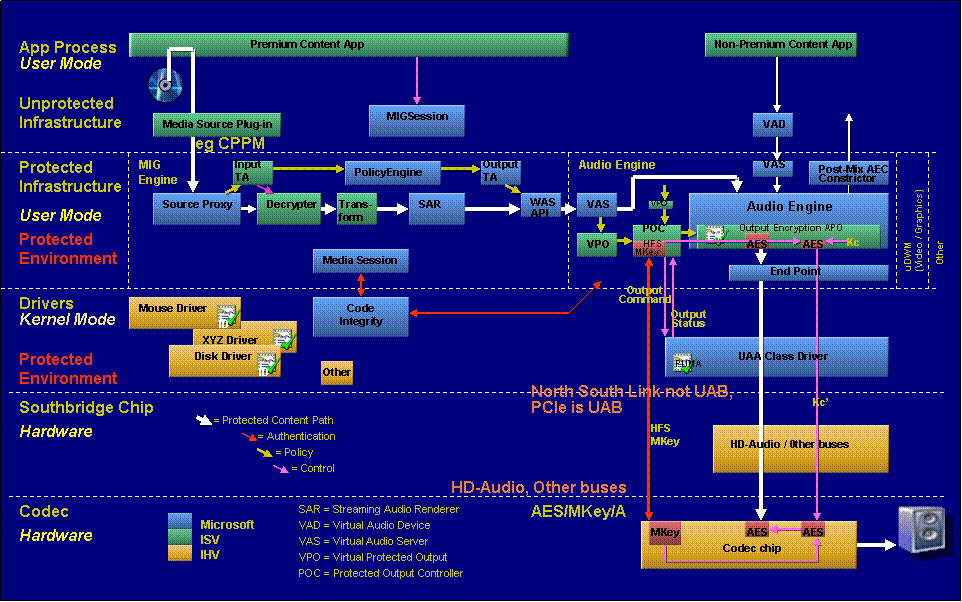 App Process
User Mode
Premium Content App
Non-Premium Content App
Unprotected
Infrastructure
Media Source Plug-in
MIGSession
VAD
eg CPPM
Protected
Infrastructure
User Mode
Protected
Environment
MIG
Engine
Input
TA
PolicyEngine
Output
TA
Audio Engine
VAS
Post-Mix AEC
Constrictor
Source Proxy
Decrypter
Trans-
form
SAR
WAS
API
VAS
VPO
Audio Engine
POC
Output Encryption APO
VPO
HFS
MKey
AES
AES
Kc
Media Session
End Point
uDWM
(Video / Graphics)
Other
Drivers
Kernel Mode
Protected
Environment
Mouse Driver
XYZ Driver
Disk Driver
Code
Integrity
Other
Output
Command
Output
Status
UAA Class Driver
PUMA
North South Link not UAB,
PCIe is UAB
Kc'
Southbridge Chip
Hardware
= Protected Content Path
= Authentication
= Policy
= Control
HFS
MKey
HD-Audio / Other buses
HD-Audio, Other buses
Codec
Hardware
Microsoft
ISV
IHV
SAR = Streaming Audio Renderer
VAD = Virtual Audio Device
VAS = Virtual Audio Server
VPO = Virtual Protected Output
POC = Protected Output Controller
AES/MKey/A
MKey
AES
AES
Codec chip